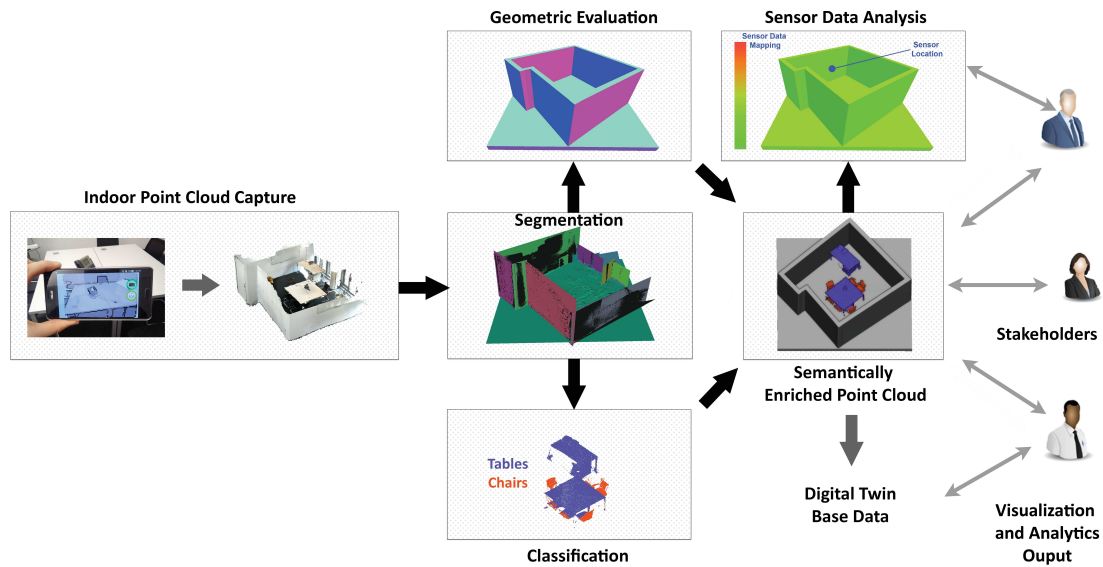 Geometric Evaluation
Sensor Data Analysis
Sensor Data
Mapping
Sensor
Location
Indoor Point Cloud Capture
Segmentation
Stakeholders
Semantically
Enriched Point Cloud
Tables
Chairs
Classification
Digital Twin
Base Data
Visualization
and Analytics
Ouput